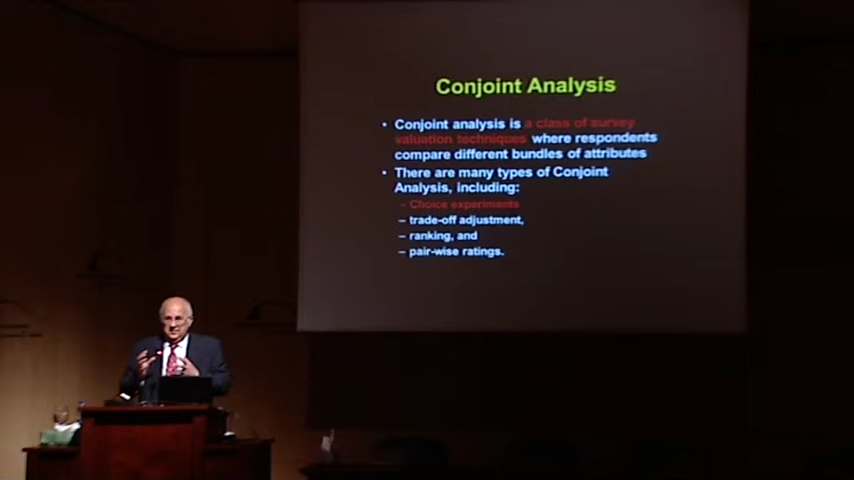 Conjoint Analysis
• Conjoint analysis is a class of survey
valuation techniques where respondents
compare different bundles of attributes
• There are many types of Conjoint
Analysis, including:
– Choice experiments
– trade-off adjustment,
– ranking, and
– pair-wise ratings.